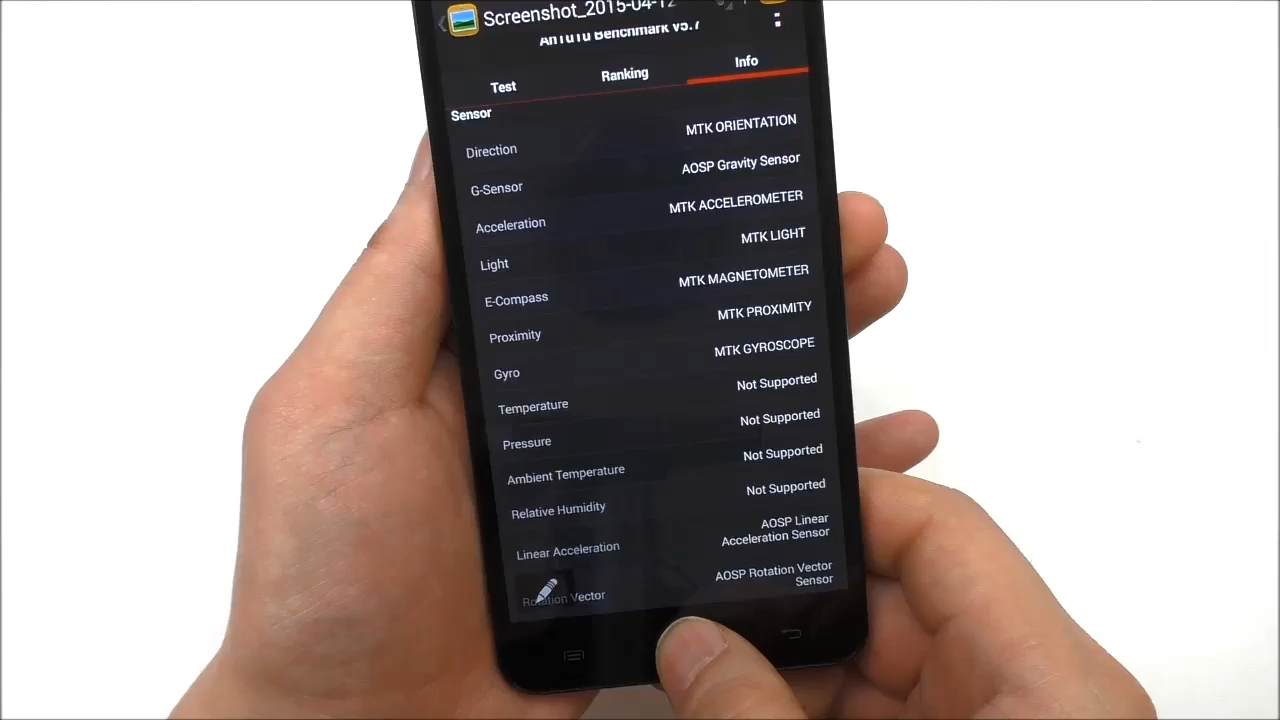 Screenshot_2015-04-12
AnTuTu Benchmark v5.7
Test
Ranking
Info
Sensor
Direction
MTK ORIENTATION
G-Sensor
AOSP Gravity Sensor
Acceleration
MTK ACCELEROMETER
Light
MTK LIGHT
E-Compass
MTK MAGNETOMETER
Proximity
MTK PROXIMITY
Gyro
MTK GYROSCOPE
Temperature
Not Supported
Pressure
Not Supported
Ambient Temperature
Not Supported
Relative Humidity
Not Supported
Linear Acceleration
AOSP Linear
Acceleration Sensor
Rotation Vector
AOSP Rotation Vector
Sensor